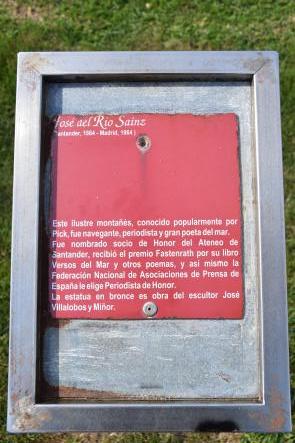 José del Río Sainz
Santander, 1884 - Madrid, 1964 )
Este ilustre montañés, conocido popularmente por
Pick, fue navegante, periodista y gran poeta del mar.
Fue nombrado socio de Honor del Ateneo de
Santander, recibió el premio Fastenrath por su libro
Versos del Mar y otros poemas, y así mismo la
Federación Nacional de Asociaciones de Prensa de
España le elige Periodista de Honor.
La estatua en bronce es obra del escultor José
Villalobos y Miñor.